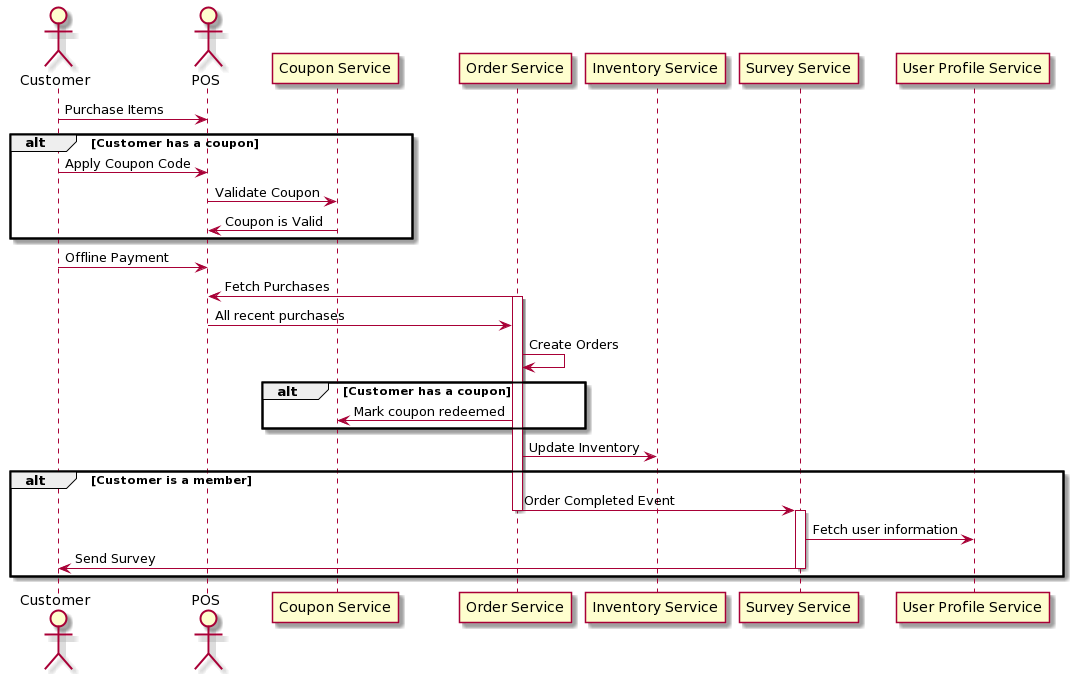 Customer
POS
Coupon Service
Order Service
Inventory Service
Survey Service
User Profile Service
Purchase Items
alt [Customer has a coupon]
Apply Coupon Code
Validate Coupon
Coupon is Valid
Offline Payment
Fetch Purchases
All recent purchases
Create Orders
alt [Customer has a coupon]
Mark coupon redeemed
Update Inventory
alt [Customer is a member]
Order Completed Event
Fetch user information
Send Survey
Customer
POS
Coupon Service
Order Service
Inventory Service
Survey Service
User Profile Service